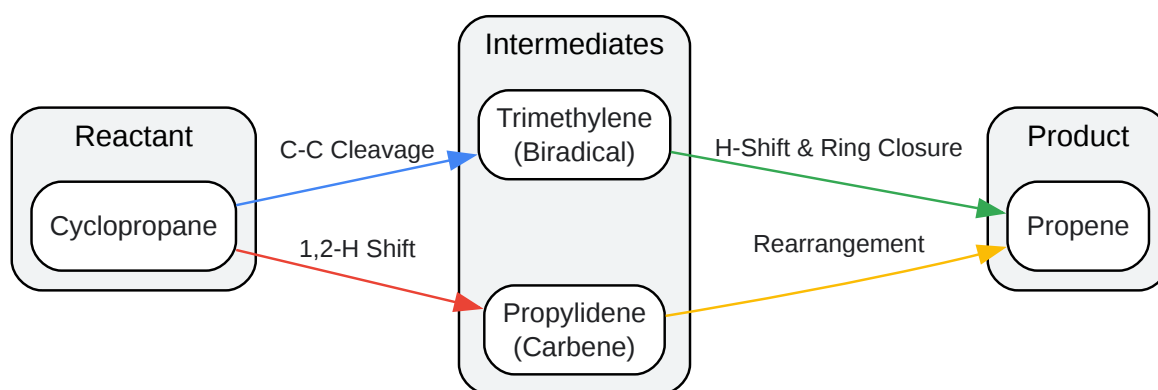 Reactant
Cyclopropane
C-C Cleavage
1,2-H Shift
Intermediates
Trimethylene
(Biradical)
Propylidene
(Carbene)
H-Shift & Ring Closure
Rearrangement
Product
Propene